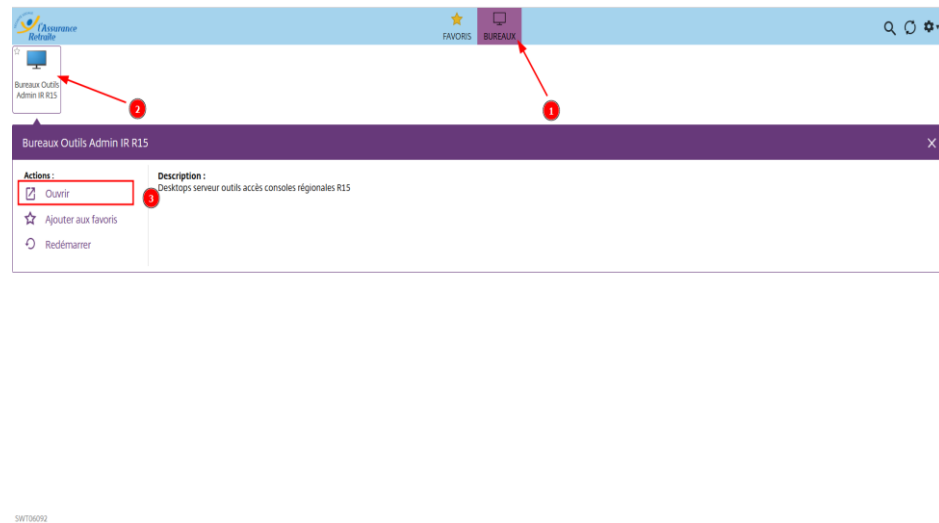 l'Assurance
Retraite
FAVORIS
BUREAUX
1
Bureaux Outils
Admin IR R15
2
Bureaux Outils Admin IR R15
Actions :
Description :
Ouvrir
3
Desktops serveur outils accès consoles régionales R15
Ajouter aux favoris
Redémarrer
SWT06092